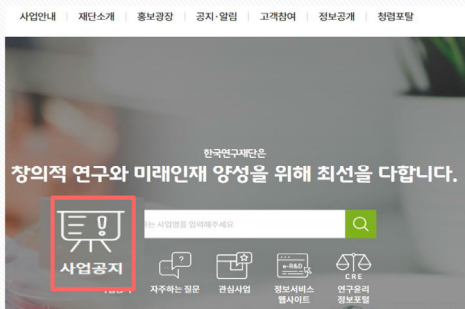 사업안내 재단소개 홍보광장 공지·알림 고객참여 정보공개 청렴포탈
한국연구재단은
창의적 연구와 미래인재 양성을 위해 최선을 다합니다.
는 사업명을 입력해주세요
사업공지
자주하는 질문 관심사업 정보서비스 웹사이트 연구윤리 정보포털
e-R&D
CRE